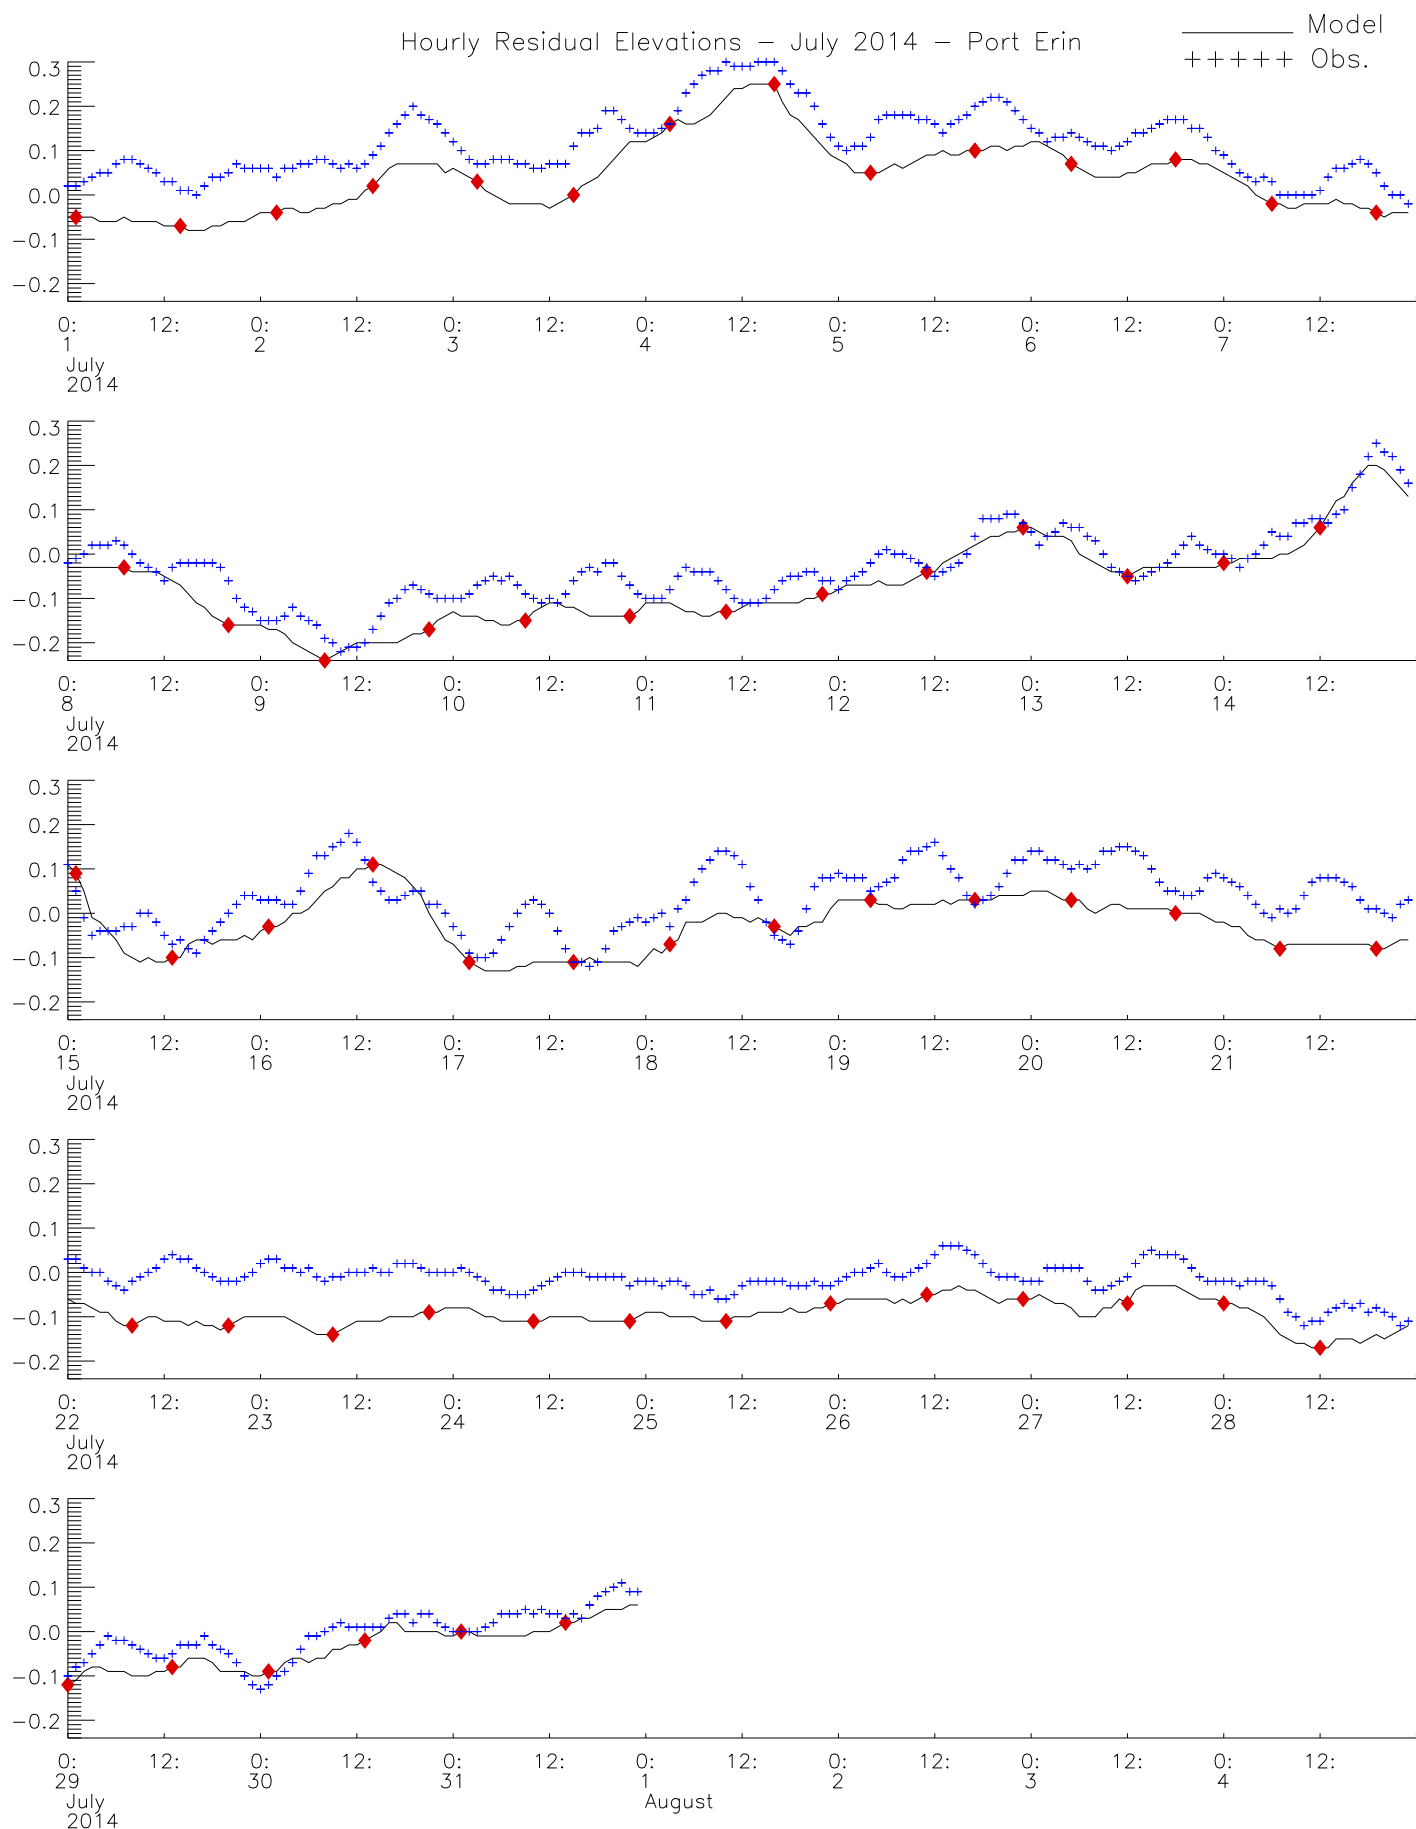 Hourly Residual Elevations – July 2014 – Port Erin
Model
+++++ Obs.
0.3
0.2
0.1
0.0
−0.1
−0.2
0: 12: 0: 12: 0: 12: 0: 12: 0: 12: 0: 12: 0: 12:
1 2 3 4 5 6 7
July
2014
0.3
0.2
0.1
0.0
−0.1
−0.2
0: 12: 0: 12: 0: 12: 0: 12: 0: 12: 0: 12: 0: 12:
8 9 10 11 12 13 14
July
2014
0.3
0.2
0.1
0.0
−0.1
−0.2
0: 12: 0: 12: 0: 12: 0: 12: 0: 12: 0: 12: 0: 12:
15 16 17 18 19 20 21
July
2014
0.3
0.2
0.1
0.0
−0.1
−0.2
0: 12: 0: 12: 0: 12: 0: 12: 0: 12: 0: 12: 0: 12:
22 23 24 25 26 27 28
July
2014
0.3
0.2
0.1
0.0
−0.1
−0.2
0: 12: 0: 12: 0: 12: 0: 12: 0: 12: 0: 12: 0: 12:
29 30 31 1 2 3 4
July August
2014